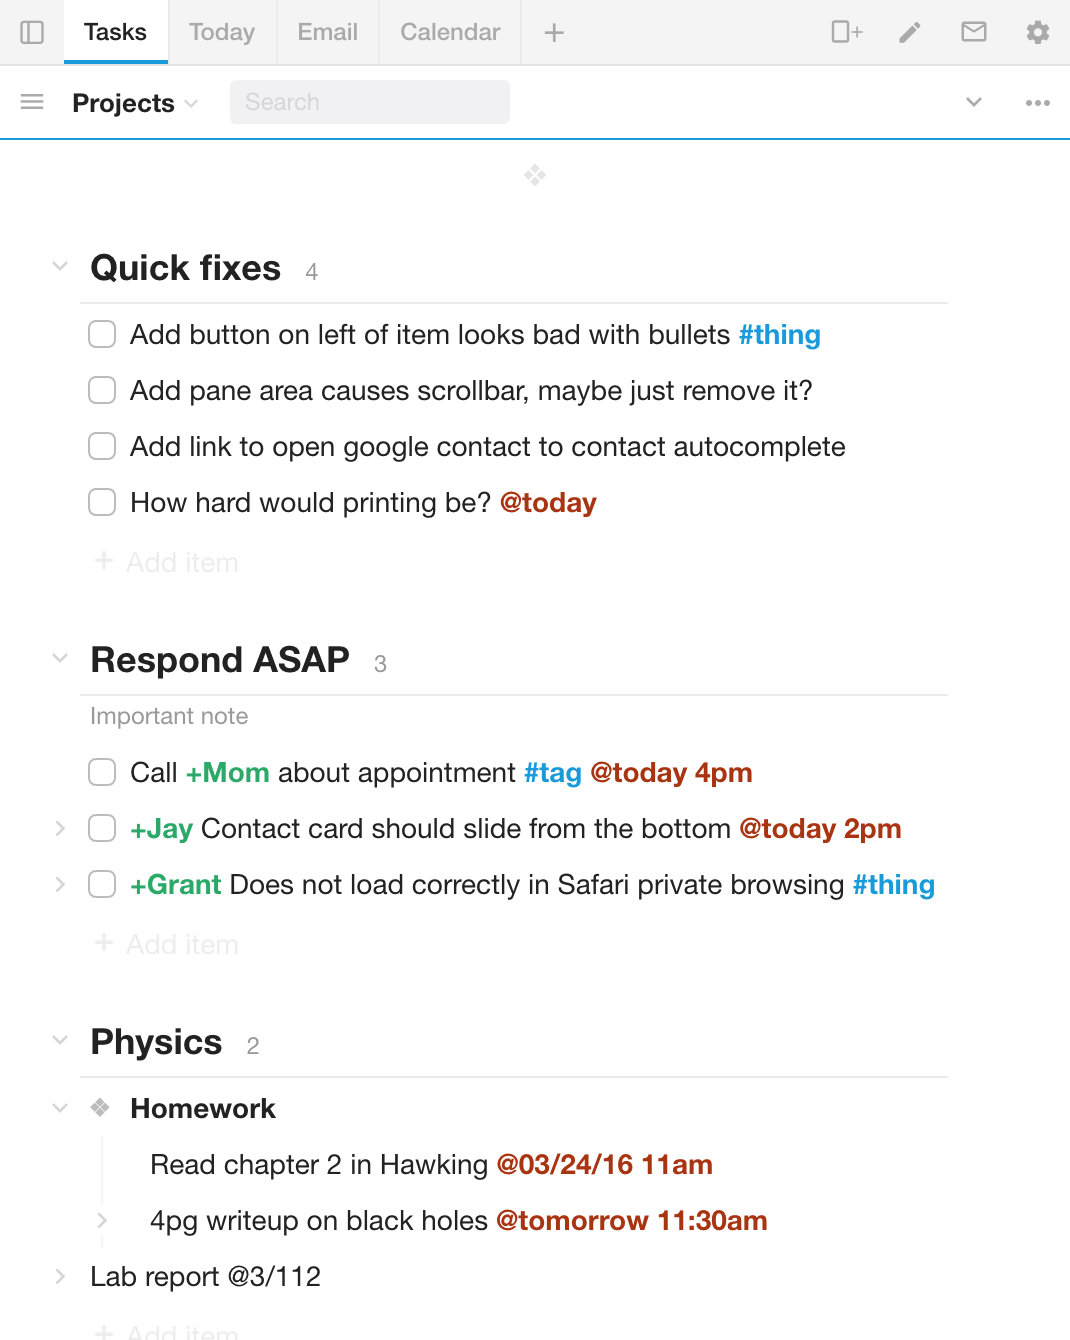 Tasks Today Email Calendar
Projects Search
Quick fixes 4
Add button on left of item looks bad with bullets #thing
Add pane area causes scrollbar, maybe just remove it?
Add link to open google contact to contact autocomplete
How hard would printing be? @today
+ Add item
Respond ASAP 3
Important note
Call +Mom about appointment #tag @today 4pm
+Jay Contact card should slide from the bottom @today 2pm
+Grant Does not load correctly in Safari private browsing #thing
+ Add item
Physics 2
Homework
Read chapter 2 in Hawking @03/24/16 11am
4pg writeup on black holes @tomorrow 11:30am
Lab report @3/112
+ Add item